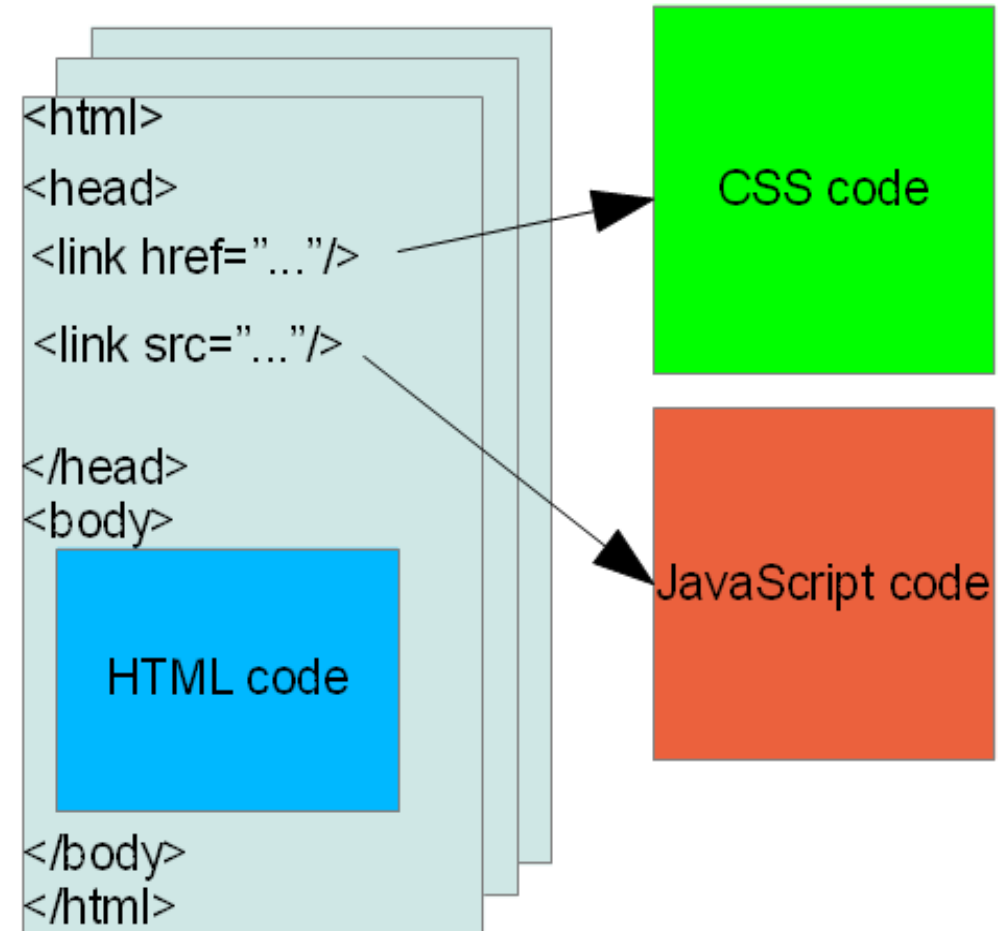 <html>
<head>
<link href=”...”/>
<link src=”...”/>
</head>
<body>
HTML code
</body>
</html>
CSS code
JavaScript code